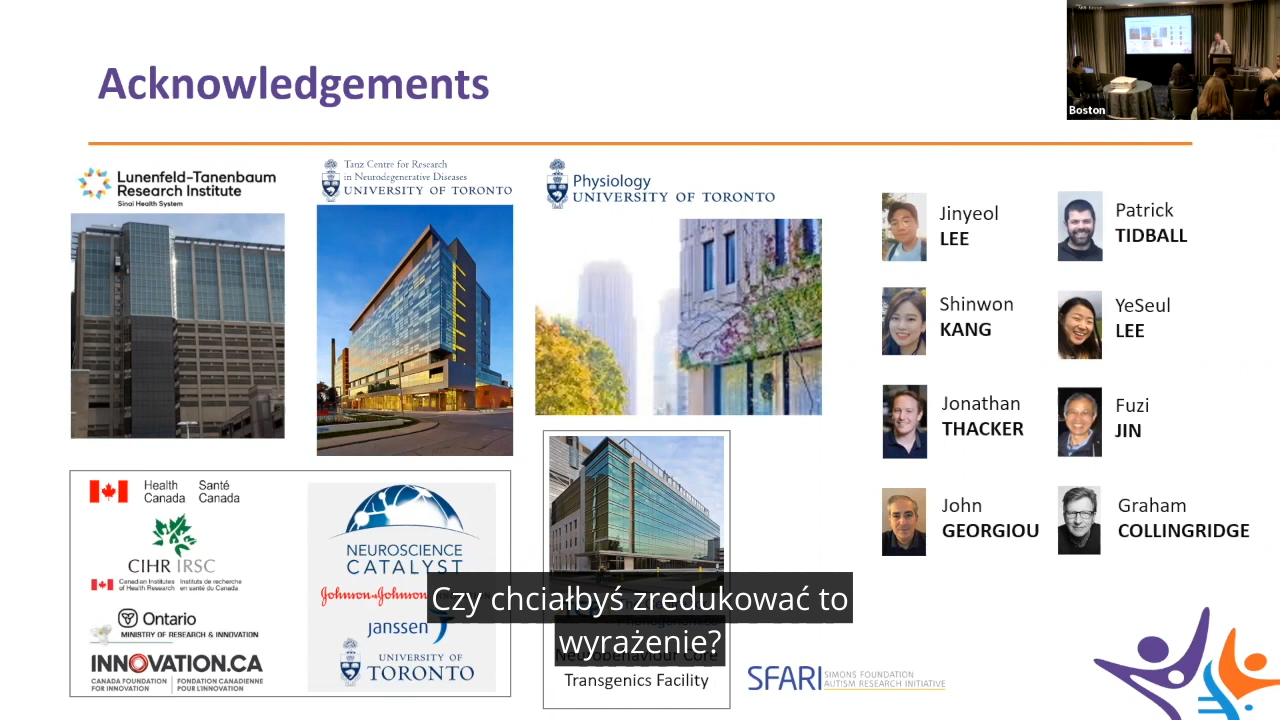 Acknowledgements
Boston
Lunenfeld-Tanenbaum
Research Institute
Sinai Health System
Tanz Centre for Research
in Neurodegenerative Diseases
UNIVERSITY OF TORONTO
Physiology
UNIVERSITY OF TORONTO
Jinyeol
LEE
Patrick
TIDBALL
Shinwon
KANG
YeSeul
LEE
Jonathan
THACKER
Fuzi
JIN
John
GEORGIOU
Graham
COLLINGRIDGE
Health Santé
Canada Canada
CIHR IRSC
Canadian Institutes Instituts de recherche
of Health Research en santé du Canada
Ontario
MINISTRY OF RESEARCH & INNOVATION
INNOVATION.CA
CANADA FOUNDATION FONDATION CANADIENNE
FOR INNOVATION POUR L'INNOVATION
NEUROSCIENCE
CATALYST
Johnson&Johnson
janssen
UNIVERSITY OF
TORONTO
Czy chciałbyś zredukować to
wyrażenie?
Neurobehaviour Core
Transgenics Facility
SFARI SIMONS FOUNDATION
AUTISM RESEARCH INITIATIVE